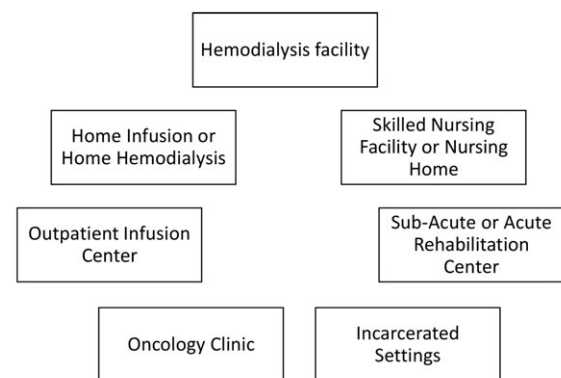 Hemodialysis facility
Home Infusion or
Home Hemodialysis
Skilled Nursing
Facility or Nursing
Home
Outpatient Infusion
Center
Sub-Acute or Acute
Rehabilitation
Center
Oncology Clinic
Incarcerated
Settings